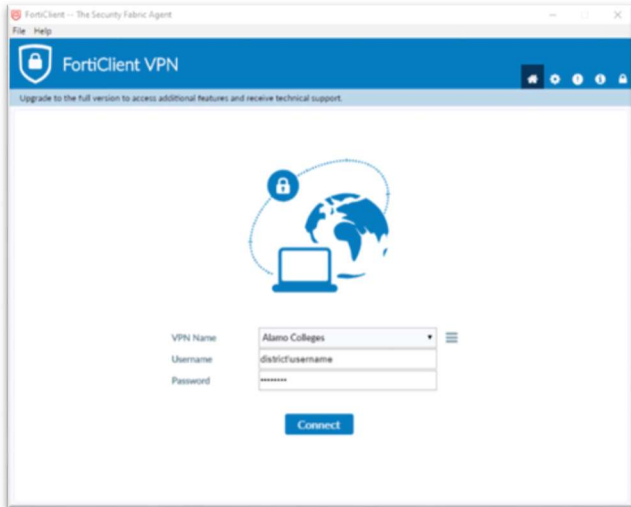 FortiClient -- The Security Fabric Agent
File Help
FortiClient VPN
Upgrade to the full version to access additional features and receive technical support.
VPN Name Alamo Colleges
Username district\username
Password ••••••••
Connect